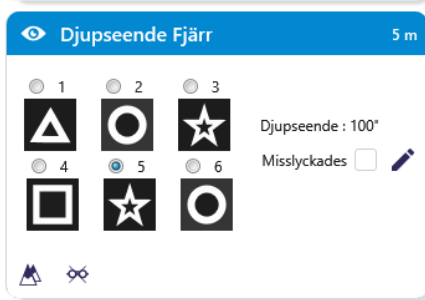 Djupseende Fjärr 5 m
1 2 3
Djupseende : 100"
Misslyckades
4 5 6